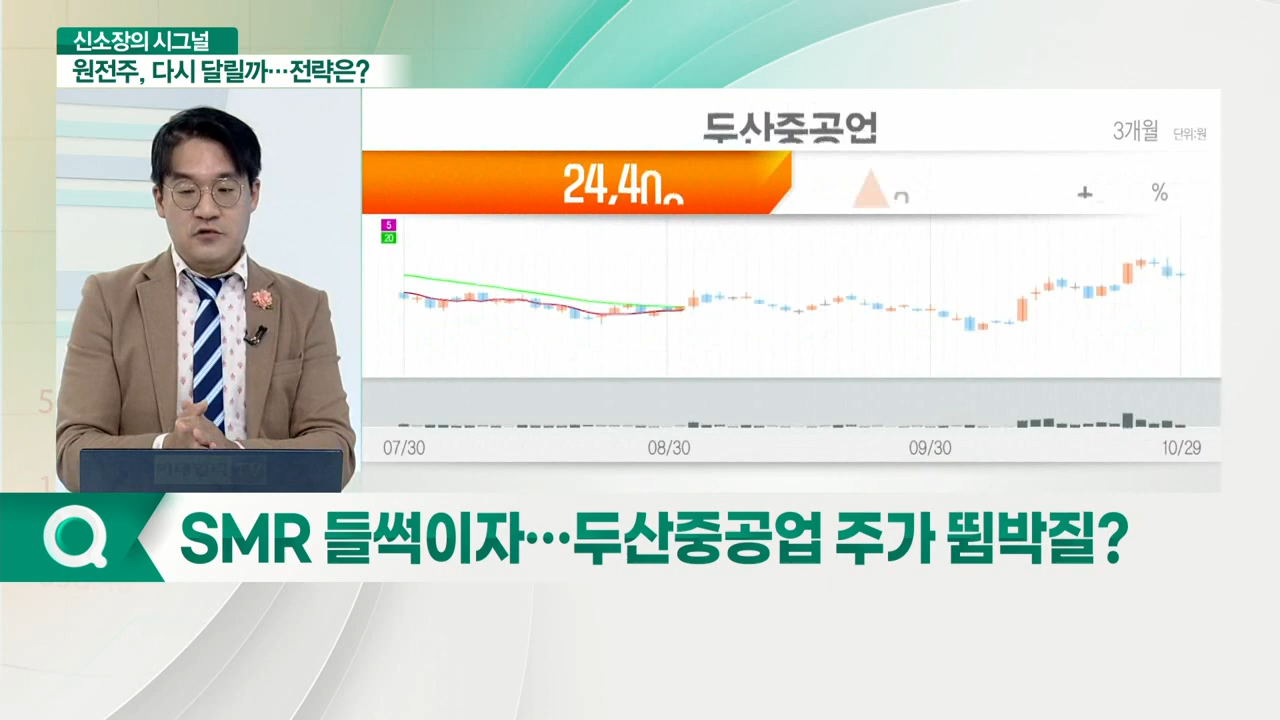 신소장의 시그널
원전주, 다시 달릴까…전략은?
두산중공업
3개월 단위:원
+ %
5
20
07/30 08/30 09/30 10/29
SMR 들썩이자…두산중공업 주가 뜀박질?